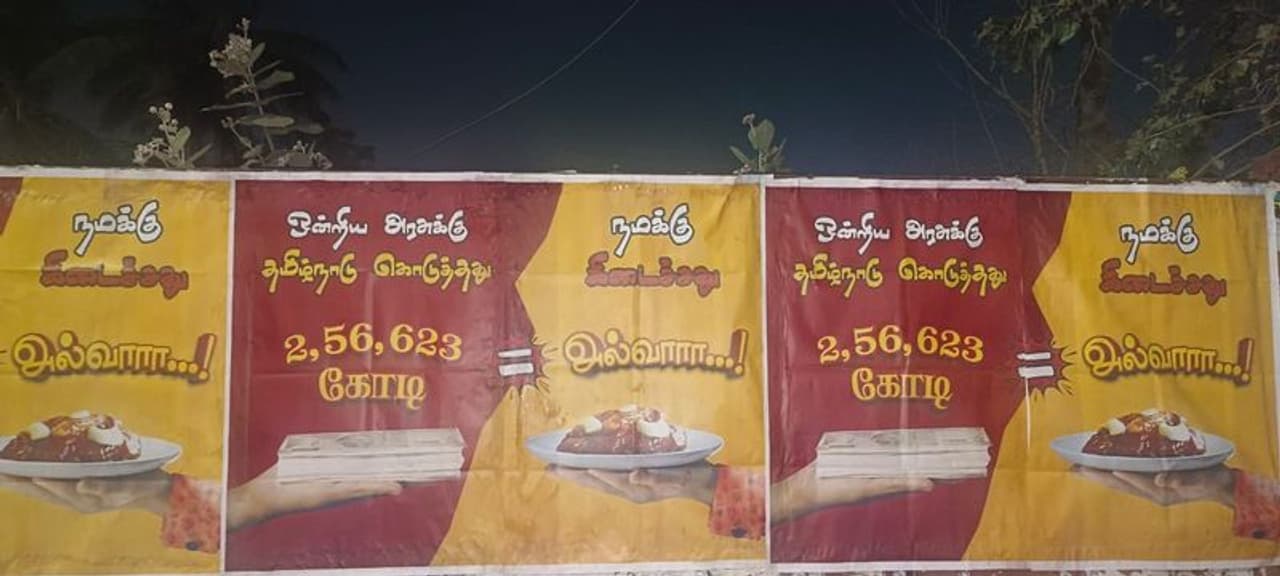 நமக்கு
கிடைச்சது
அல்வாாா...!
ஒன்றிய அரசுக்கு
தமிழ்நாடு கொடுத்தது
2,56,623
கோடி
=
நமக்கு
கிடைச்சது
அல்வாாா...!
ஒன்றிய அரசுக்கு
தமிழ்நாடு கொடுத்தது
2,56,623
கோடி
=
நமக்கு
கிடைச்சது
அல்வாாா...!